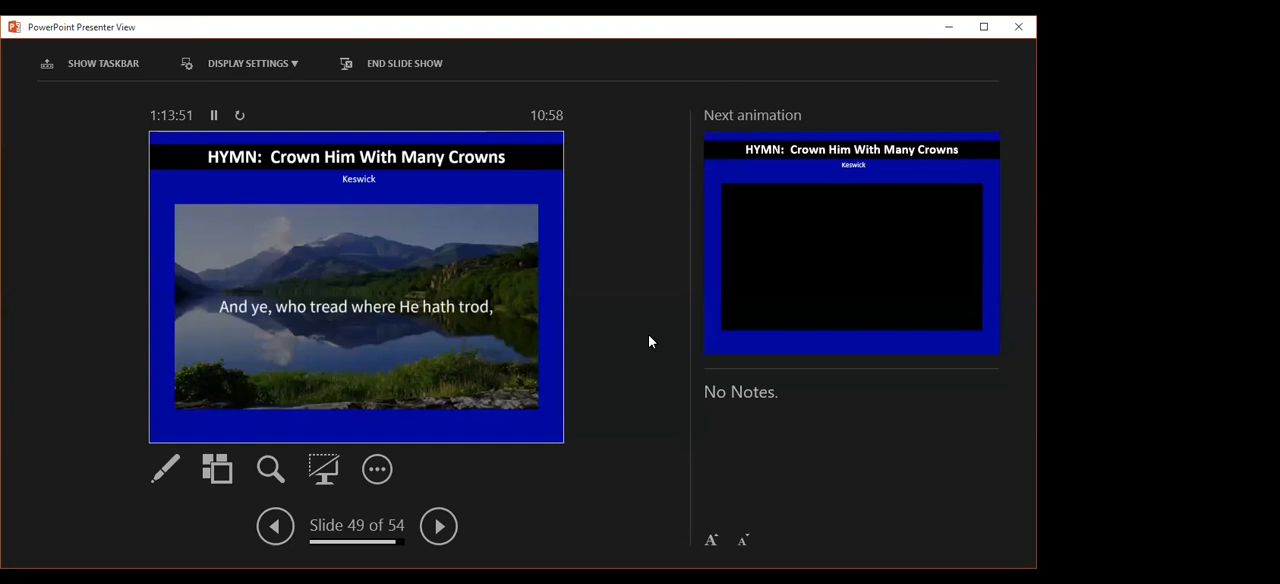 PowerPoint Presenter View
SHOW TASKBAR
DISPLAY SETTINGS ▼
END SLIDE SHOW
1:13:51
10:58
HYMN: Crown Him With Many Crowns
Keswick
And ye, who tread where He hath trod,
Slide 49 of 54
Next animation
HYMN: Crown Him With Many Crowns
Keswick
No Notes.
A A